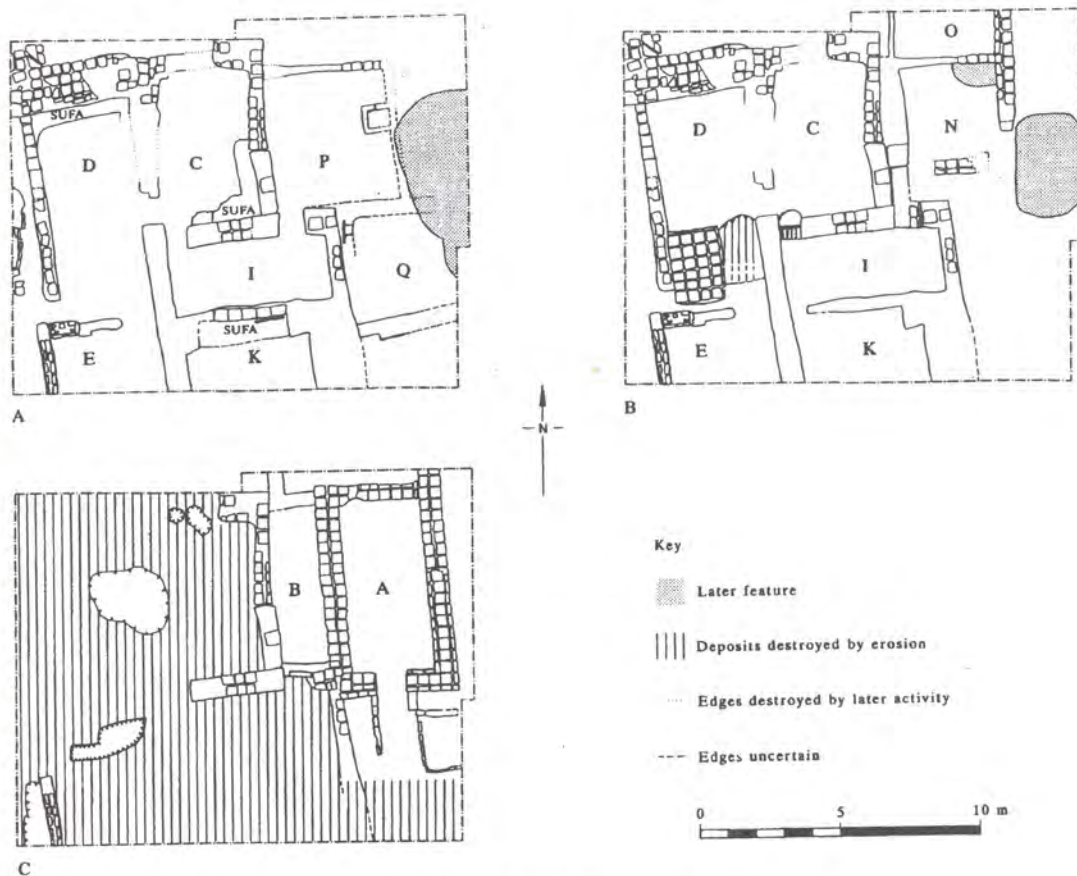 SUFA
D
C
P
SUFA
I
Q
SUFA
E
K
A
O
D
C
N
I
E
K
B
N
B
A
C
Key
Later feature
Deposits destroyed by erosion
Edges destroyed by later activity
Edges uncertain
0 5 10 m